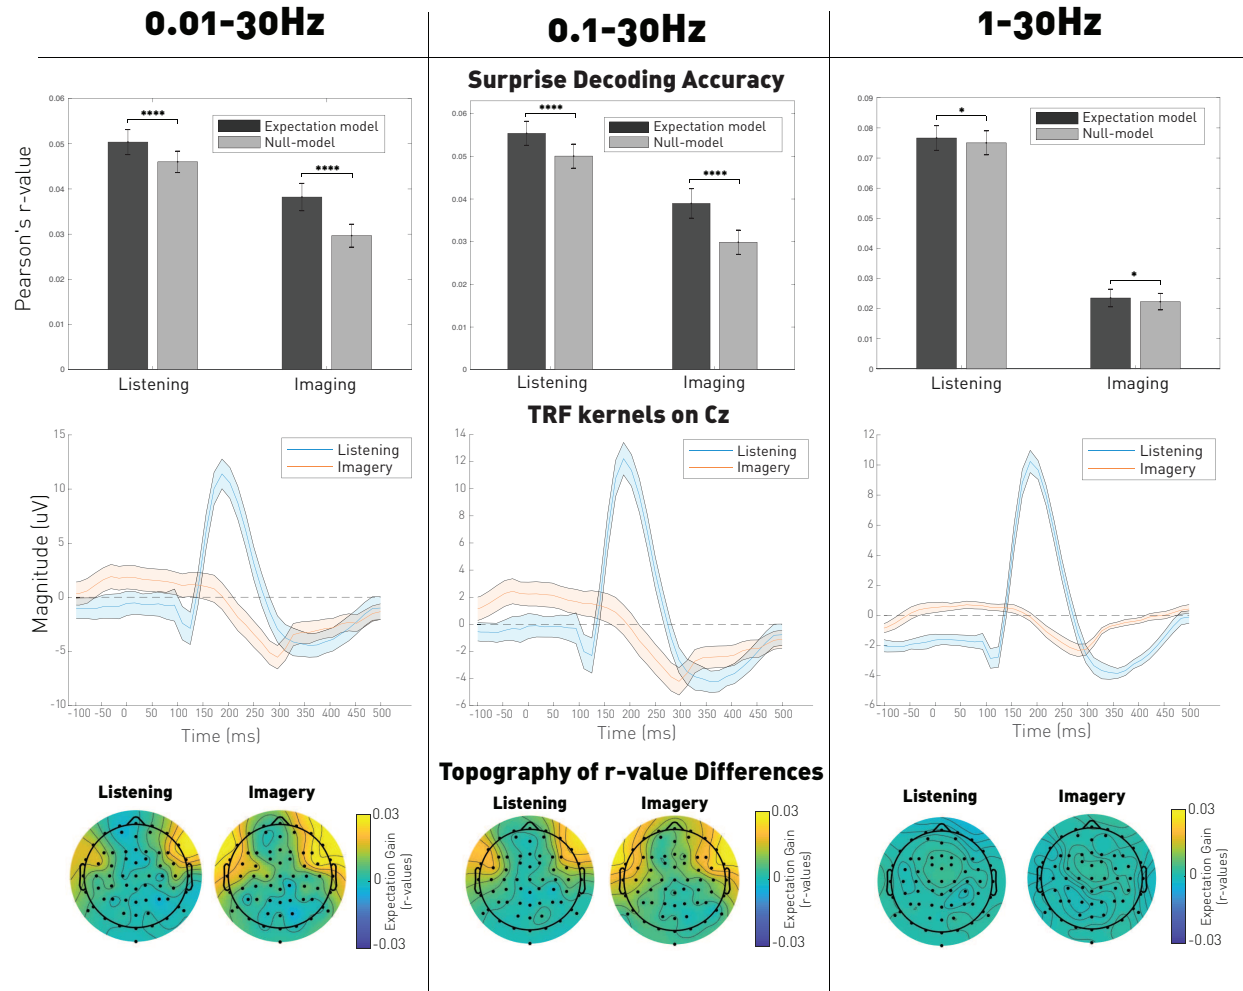 0.01-30Hz
0.1-30Hz
1-30Hz
Surprise Decoding Accuracy
Pearson's r-value
0.06
0.05
0.04
0.03
0.02
0.01
0
****
****
Expectation model
Null-model
Listening
Imaging
0.06
0.05
0.04
0.03
0.02
0.01
0
****
****
Expectation model
Null-model
Listening
Imaging
0.09
0.08
0.07
0.06
0.05
0.04
0.03
0.02
0.01
0
*
*
Expectation model
Null-model
Listening
Imaging
TRF kernels on Cz
Magnitude (uV)
15
10
5
0
-5
-10
Listening
Imagery
-100 -50 0 50 100 150 200 250 300 350 400 450 500
Time (ms)
14
12
10
8
6
4
2
0
-2
-4
-6
Listening
Imagery
-100 -50 0 50 100 150 200 250 300 350 400 450 500
Time (ms)
12
10
8
6
4
2
0
-2
-4
-6
Listening
Imagery
-100 -50 0 50 100 150 200 250 300 350 400 450 500
Time (ms)
Topography of r-value Differences
Listening
Imagery
0.03
0
-0.03
Expectation Gain
(r-values)
Listening
Imagery
0.03
0
-0.03
Expectation Gain
(r-values)
Listening
Imagery
0.03
0
-0.03
Expectation Gain
(r-values)